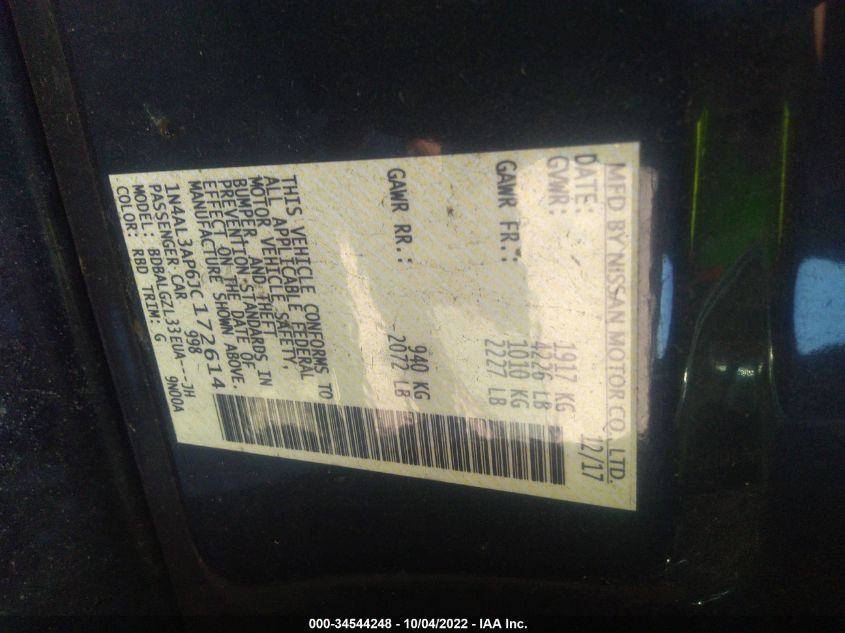 MFD BY NISSAN MOTOR CO., LTD.
DATE: 12/17
GVWR: 1917 KG
4226 LB
GAWR FR.: 1010 KG
2227 LB
GAWR RR.: 940 KG
2072 LB
THIS VEHICLE CONFORMS TO
ALL APPLICABLE FEDERAL
MOTOR VEHICLE SAFETY,
BUMPER, AND THEFT
PREVENTION STANDARDS IN
EFFECT ON THE DATE OF
MANUFACTURE SHOWN ABOVE.
998
1N4AL3AP6JC172614
PASSENGER CAR
MODEL: BDBALGZL33EUA---JH
COLOR: RBD TRIM: G 9N00A
000-34544248 - 10/04/2022 - IAA Inc.